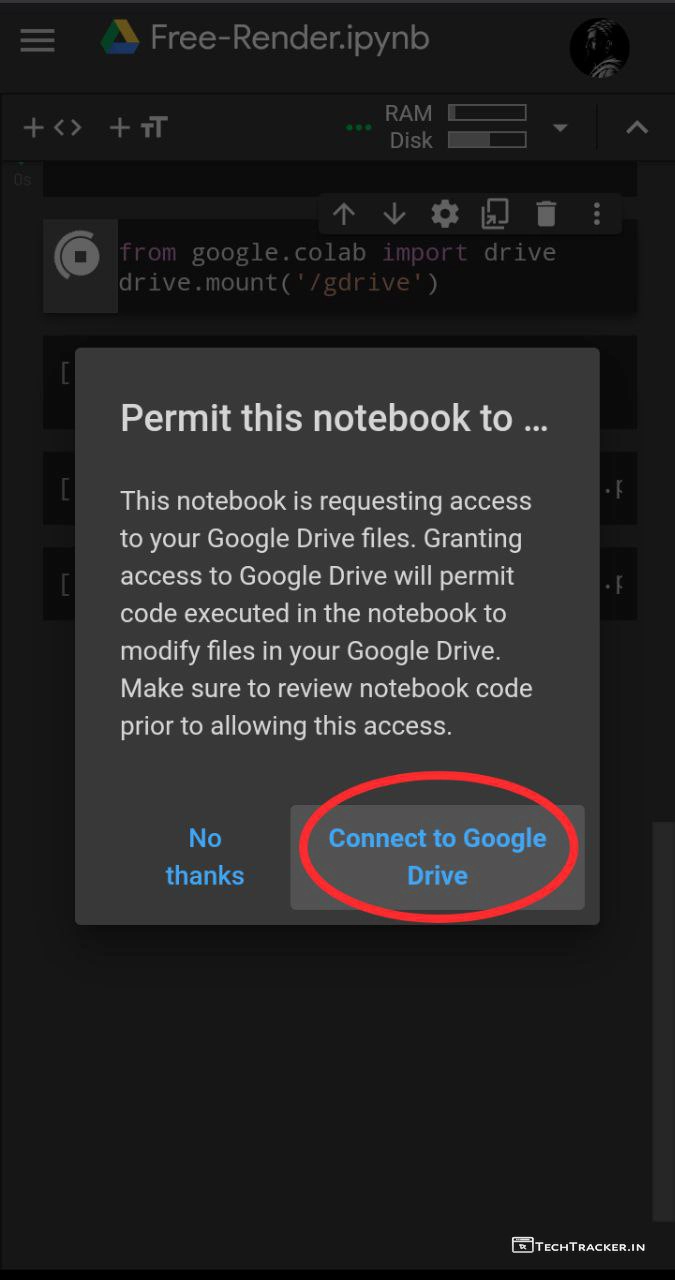 Free-Render.ipynb
RAM
Disk
0s
from google.colab import drive
drive.mount('/gdrive')
[
[
.p
[
.p
Permit this notebook to ...
This notebook is requesting access
to your Google Drive files. Granting
access to Google Drive will permit
code executed in the notebook to
modify files in your Google Drive.
Make sure to review notebook code
prior to allowing this access.
No
thanks
Connect to Google
Drive
TECHTRACKER.IN